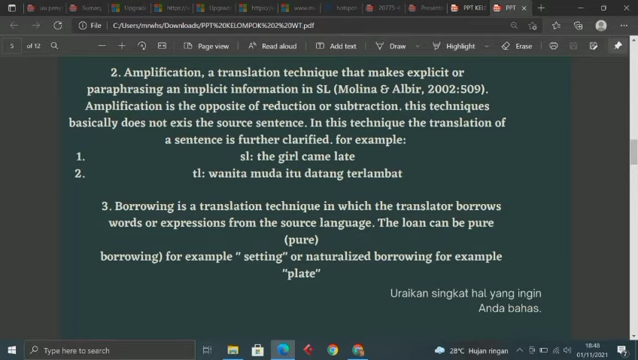 C:/Users/mrwhs/Downloads/PPT%20KELOMPOK%202%20WT.pdf
File
5 of 12
Page view
Read aloud
Add text
Draw
Highlight
Erase
2. Amplification, a translation technique that makes explicit or
paraphrasing an implicit information in SL (Molina & Albir, 2002:509).
Amplification is the opposite of reduction or subtraction. this techniques
basically does not exis the source sentence. In this technique the translation of
a sentence is further clarified. for example:
1. sl: the girl came late
2. tl: wanita muda itu datang terlambat
3. Borrowing is a translation technique in which the translator borrows
words or expressions from the source language. The loan can be pure
(pure)
borrowing) for example " setting" or naturalized borrowing for example
"plate"
Uraikan singkat hal yang ingin
Anda bahas.
Type here to search
28°C Hujan ringan
18:48
01/11/2021